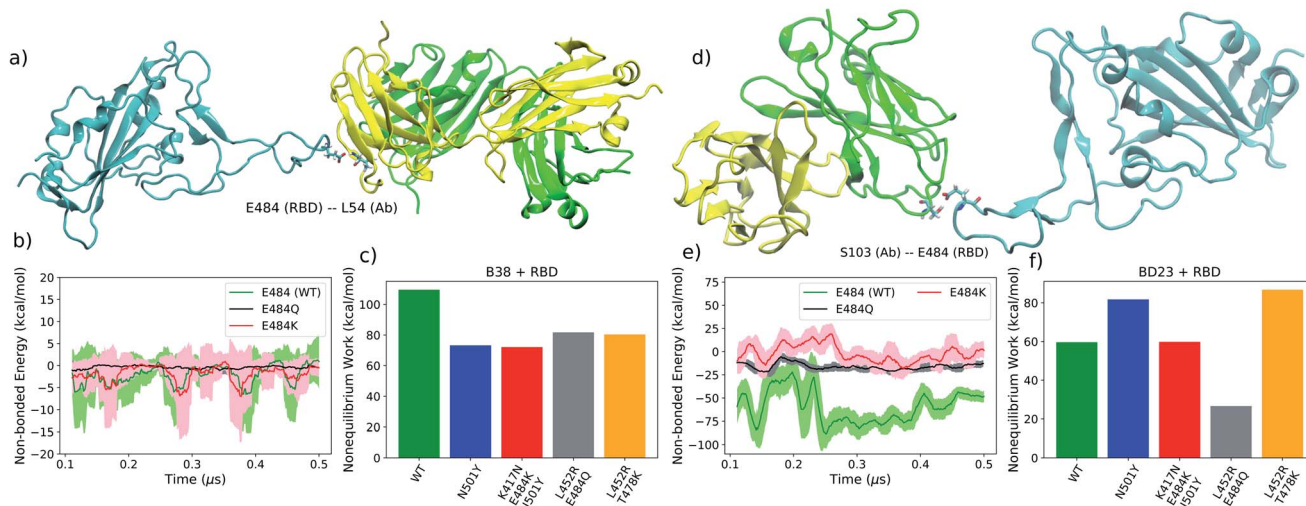 a)
E484 (RBD) -- L54 (Ab)
b)
Non-bonded Energy (kcal/mol)
20
15
10
5
0
−5
−10
−15
−20
E484 (WT)
E484Q
E484K
0.1
0.2
0.3
0.4
0.5
Time (μs)
c)
B38 + RBD
Nonequilibrium Work (kcal/mol)
100
80
60
40
20
0
WT
N501Y
K417N
E484K
L452R
E484Q
L452R
T478K
d)
S103 (Ab) -- E484 (RBD)
e)
Non-bonded Energy (kcal/mol)
75
50
25
0
−25
−50
−75
−100
E484 (WT)
E484Q
E484K
0.1
0.2
0.3
0.4
0.5
Time (μs)
f)
BD23 + RBD
Nonequilibrium Work (kcal/mol)
80
60
40
20
0
WT
N501Y
K417N
E484K
L452R
E484Q
L452R
T478K